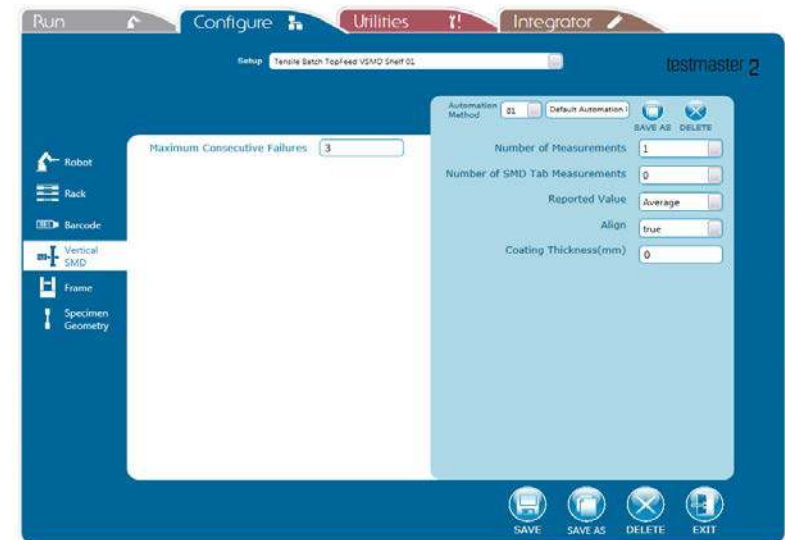 Run Configure Utilities Integrator
Setup Tensile Batch TopFeed VSMD Shelf 01
testmaster 2
Automation
Method 01 Default Automation
SAVE AS DELETE
Robot
Rack
Barcode
Vertical
SMD
Frame
Specimen
Geometry
Maximum Consecutive Failures 3
Number of Measurements 1
Number of SMD Tab Measurements 0
Reported Value Average
Align true
Coating Thickness(mm) 0
SAVE SAVE AS DELETE EXIT